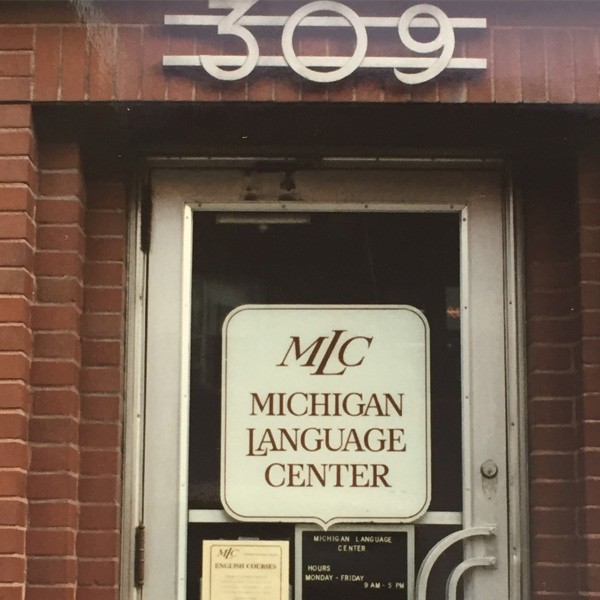 309
MLC
MICHIGAN
LANGUAGE
CENTER
MLC
ENGLISH COURSES
MICHIGAN LANGUAGE
CENTER
HOURS
MONDAY - FRIDAY
9 AM - 5 PM